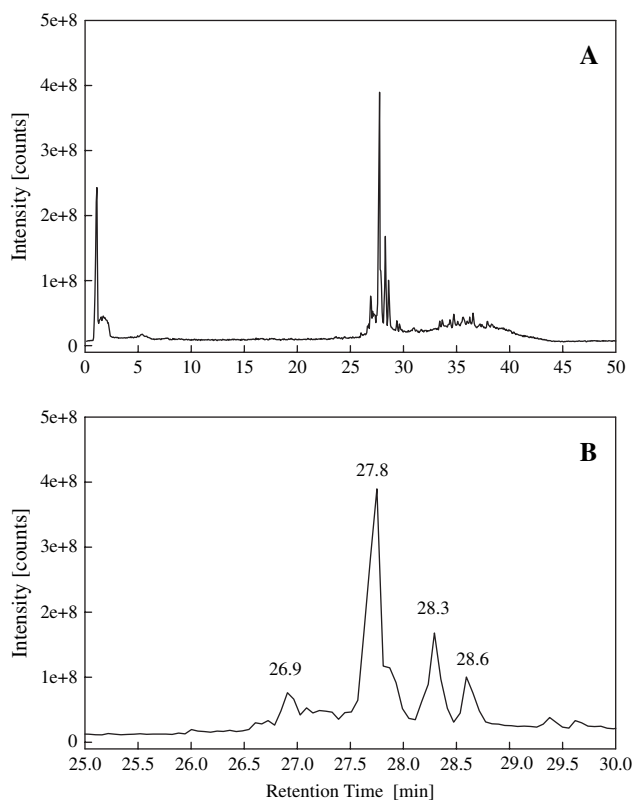 A
Intensity [counts]
5e+8
4e+8
3e+8
2e+8
1e+8
0
0 5 10 15 20 25 30 35 40 45 50
B
Intensity [counts]
5e+8
4e+8
3e+8
2e+8
1e+8
0
27.8
28.3
28.6
26.9
25.0 25.5 26.0 26.5 27.0 27.5 28.0 28.5 29.0 29.5 30.0
Retention Time [min]